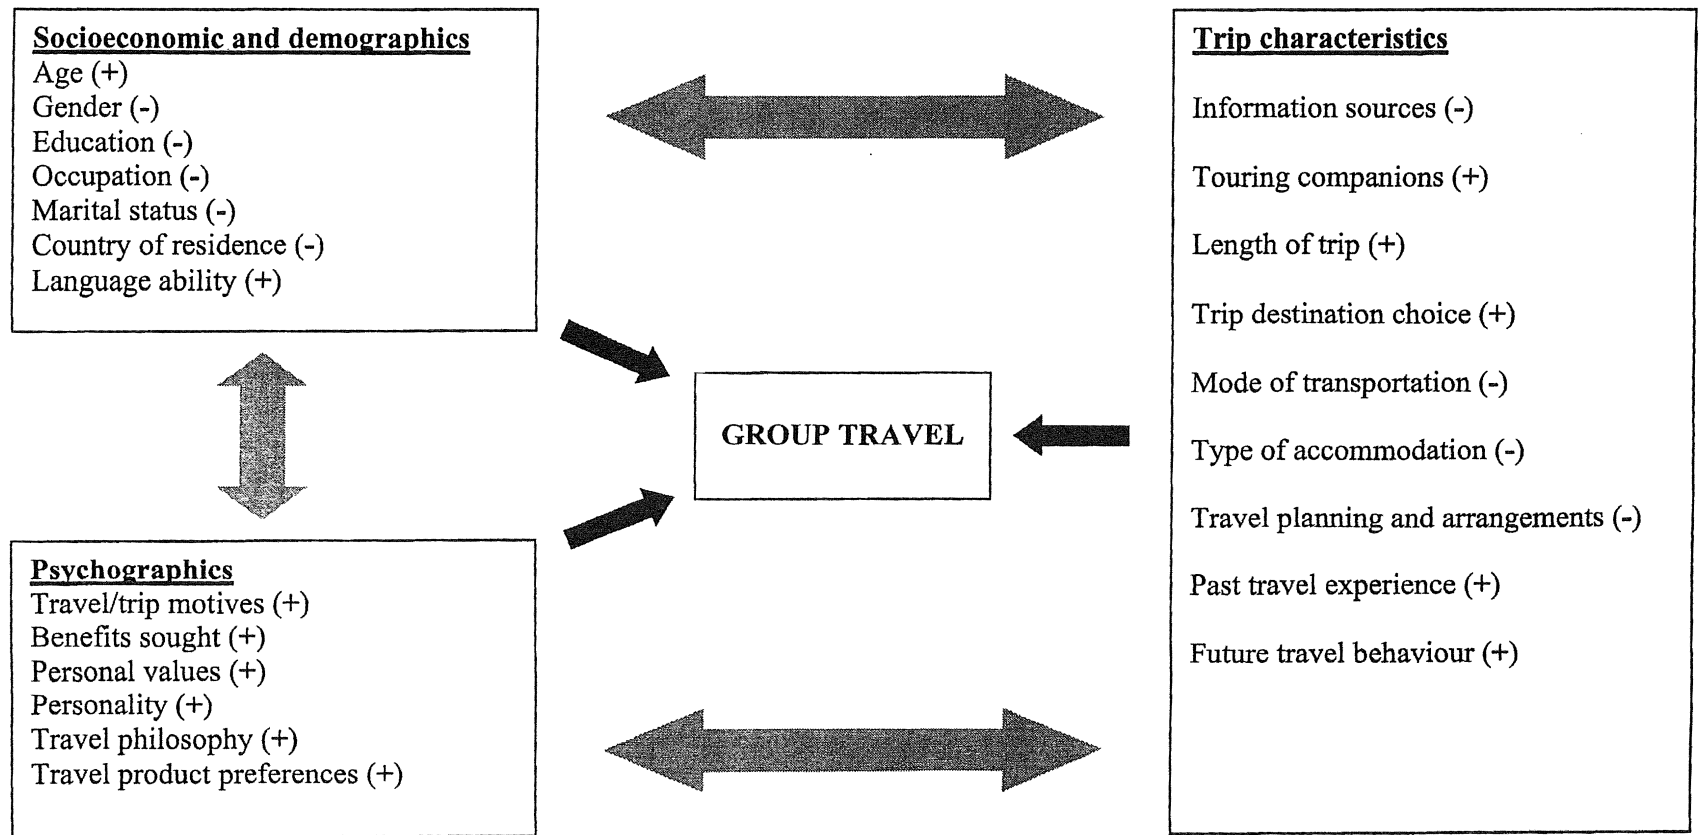 Socioeconomic and demographics
Age (+)
Gender (-)
Education (-)
Occupation (-)
Marital status (-)
Country of residence (-)
Language ability (+)
Psychographics
Travel/trip motives (+)
Benefits sought (+)
Personal values (+)
Personality (+)
Travel philosophy (+)
Travel product preferences (+)
GROUP TRAVEL
Trip characteristics
Information sources (-)
Touring companions (+)
Length of trip (+)
Trip destination choice (+)
Mode of transportation (-)
Type of accommodation (-)
Travel planning and arrangements (-)
Past travel experience (+)
Future travel behaviour (+)